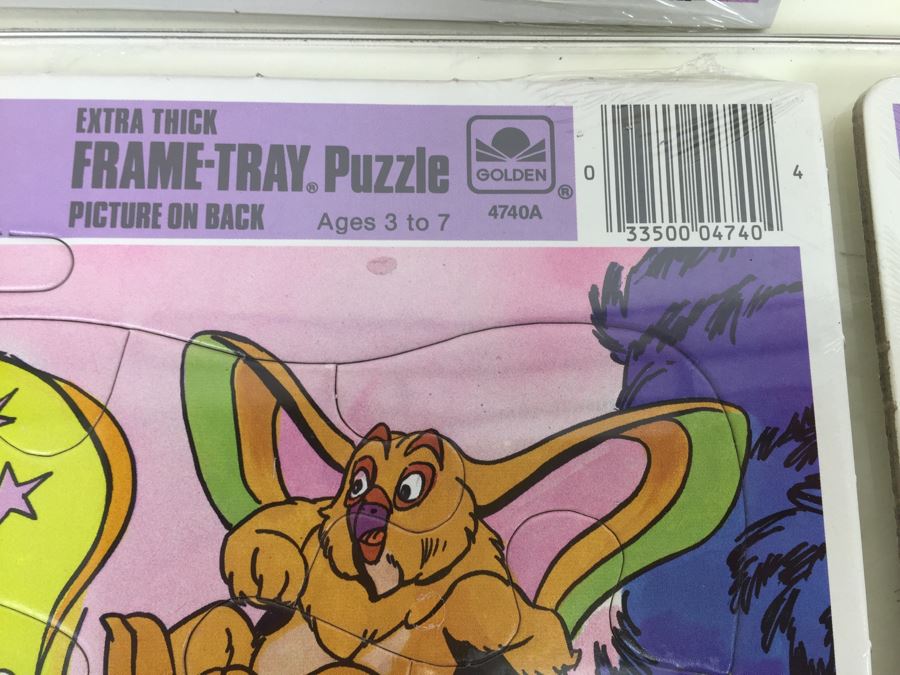 EXTRA THICK
FRAME-TRAY® Puzzle
PICTURE ON BACK
Ages 3 to 7
GOLDEN ®
4740A
0 33500 04740 4